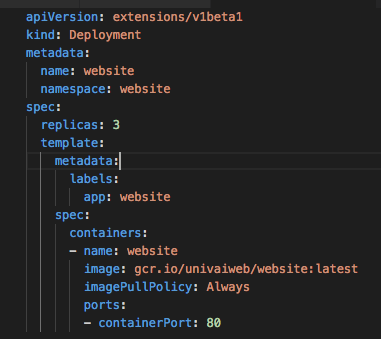 apiVersion: extensions/v1beta1
kind: Deployment
metadata:
  name: website
  namespace: website
spec:
  replicas: 3
  template:
    metadata:
      labels:
        app: website
    spec:
      containers:
      - name: website
        image: gcr.io/univaiweb/website:latest
        imagePullPolicy: Always
        ports:
        - containerPort: 80